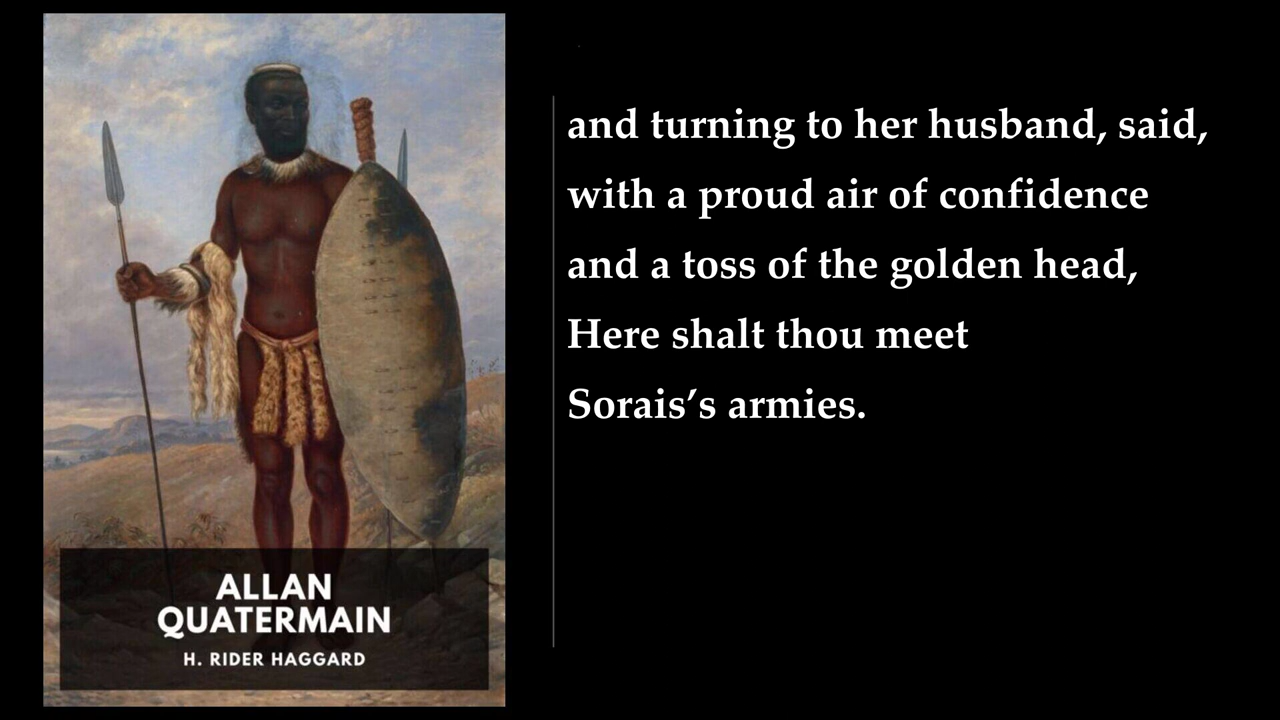 and turning to her husband, said,
with a proud air of confidence
and a toss of the golden head,
Here shalt thou meet
Sorais’s armies.
ALLAN
QUATERMAIN
H. RIDER HAGGARD